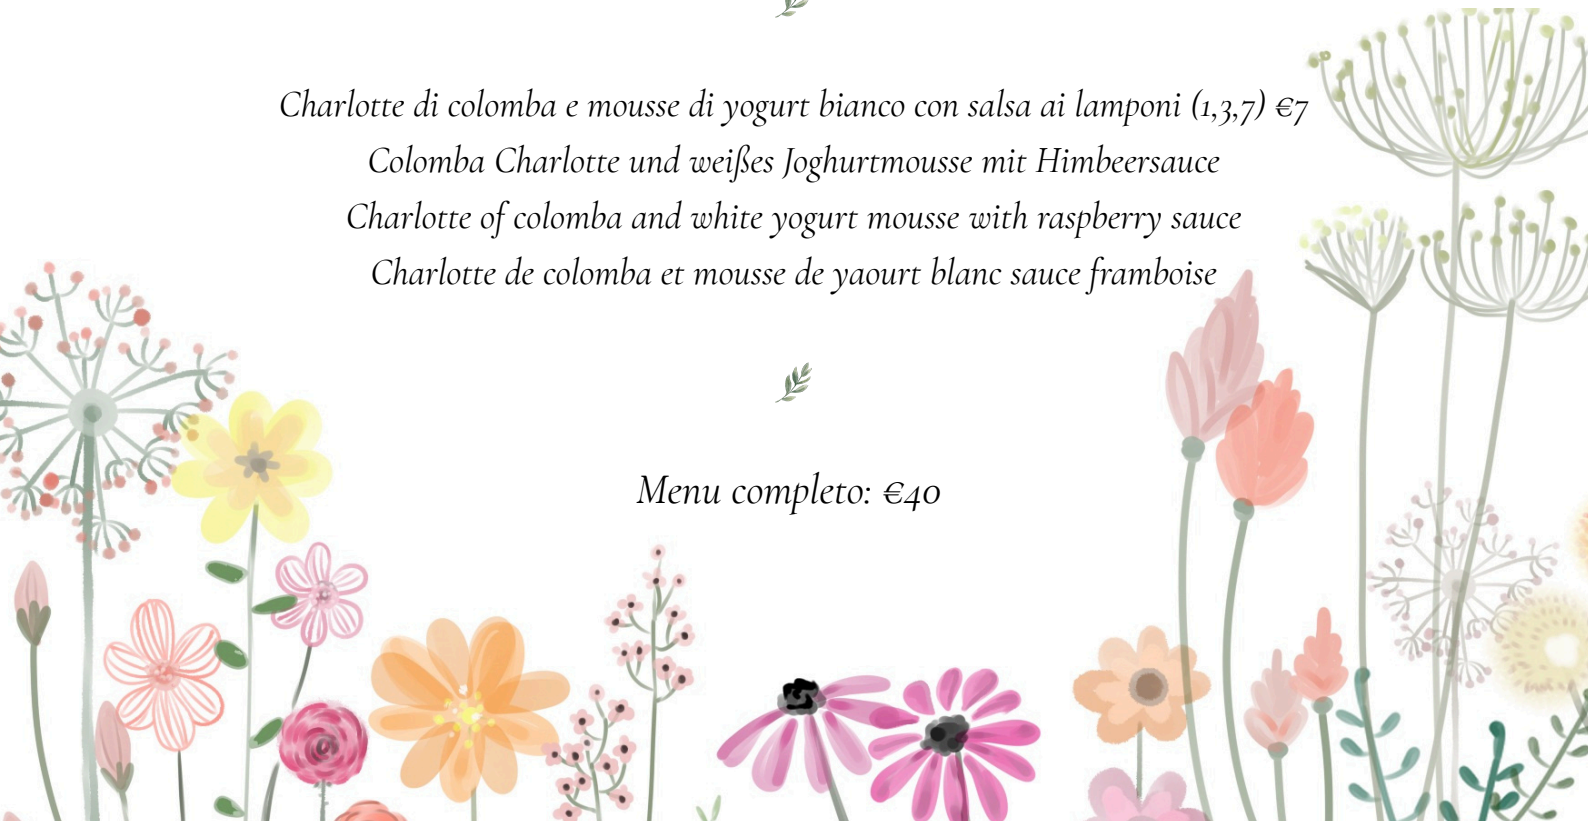 Charlotte di colomba e mousse di yogurt bianco con salsa ai lamponi (1,3,7) €7
Colomba Charlotte und weißes Joghurtmousse mit Himbeersauce
Charlotte of colomba and white yogurt mousse with raspberry sauce
Charlotte de colomba et mousse de yaourt blanc sauce framboise
Menu completo: €40